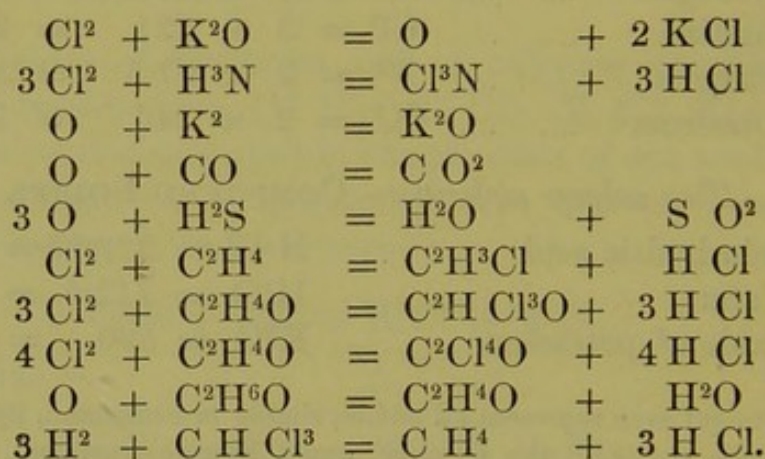 Cl² + K²O = O + 2 K Cl
3 Cl² + H³N = Cl³N + 3 H Cl
O + K² = K²O
O + CO = C O²
3 O + H²S = H²O + S O²
Cl² + C²H⁴ = C²H³Cl + H Cl
3 Cl² + C²H⁴O = C²H Cl³O + 3 H Cl
4 Cl² + C²H⁴O = C²Cl⁴O + 4 H Cl
O + C²H⁶O = C²H⁴O + H²O
3 H² + C H Cl³ = C H⁴ + 3 H Cl.